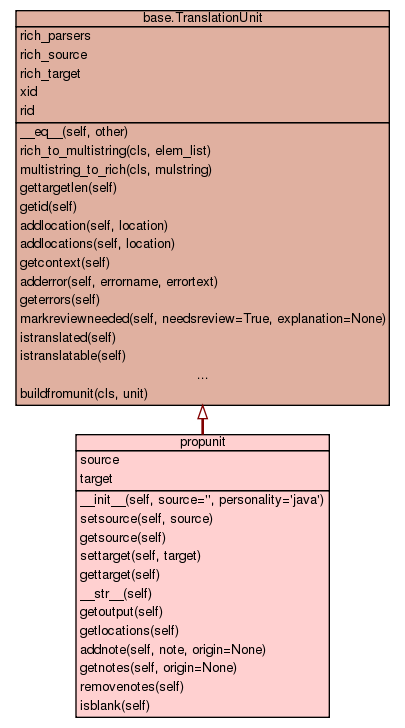 base.TranslationUnit
rich_parsers
rich_source
rich_target
xid
rid
__eq__(self, other)
rich_to_multistring(cls, elem_list)
multistring_to_rich(cls, mulstring)
gettargetlen(self)
getid(self)
addlocation(self, location)
addlocations(self, location)
getcontext(self)
adderror(self, errorname, errortext)
geterrors(self)
markreviewneeded(self, needsreview=True, explanation=None)
istranslated(self)
istranslatable(self)
...
buildfromunit(cls, unit)
propunit
source
target
__init__(self, source='', personality='java')
setsource(self, source)
getsource(self)
settarget(self, target)
gettarget(self)
__str__(self)
getoutput(self)
getlocations(self)
addnote(self, note, origin=None)
getnotes(self, origin=None)
removenotes(self)
isblank(self)